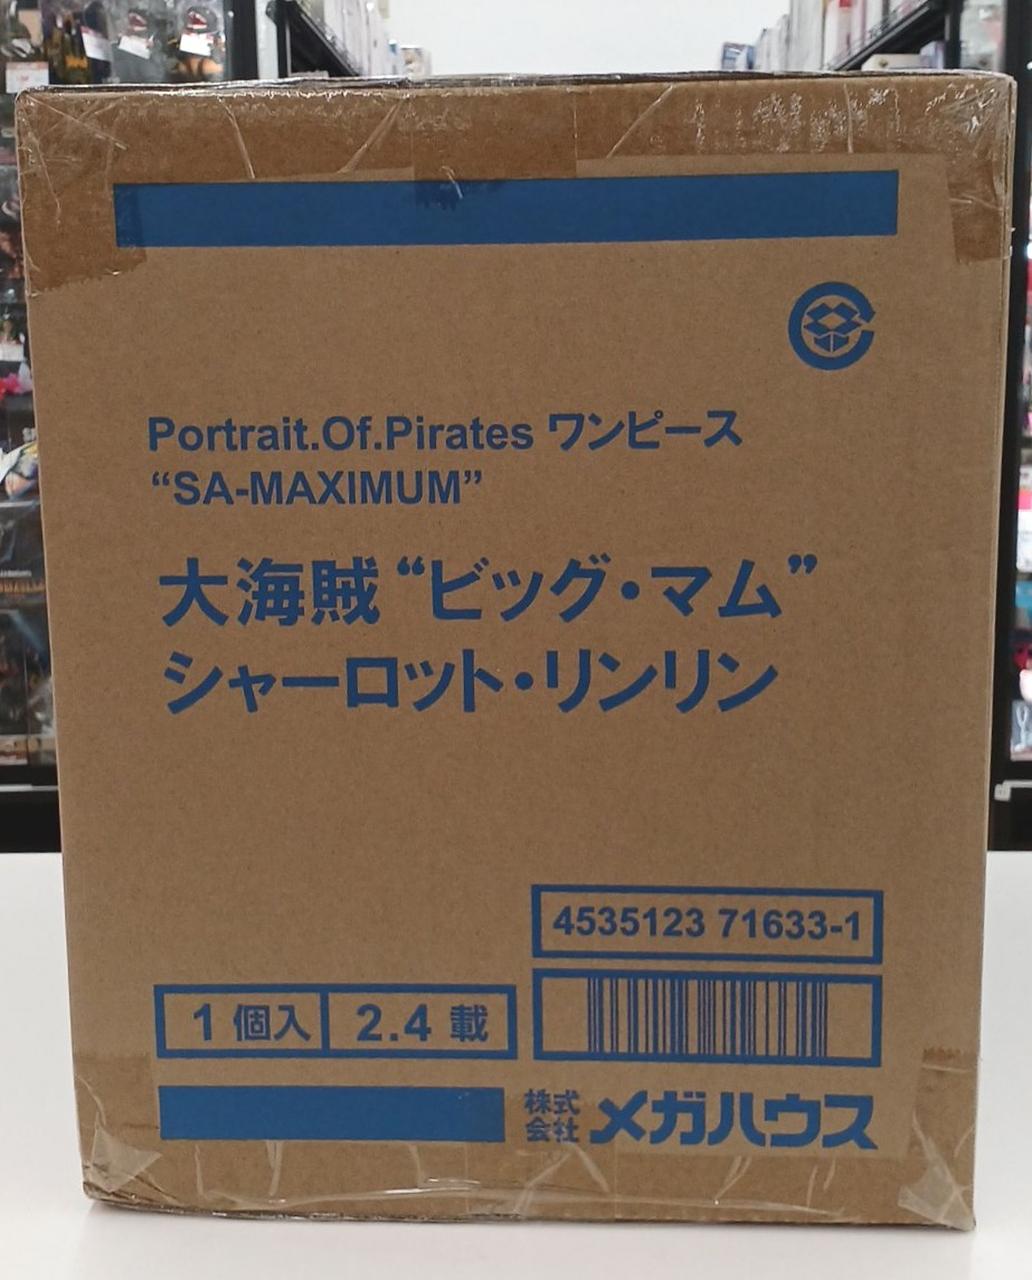 Portrait.Of.Pirates ワンピース
“SA-MAXIMUM”
大海賊“ビッグ・マム”
シャーロット・リンリン
4535123 71633-1
1 個入 2.4 載
株式会社 メガハウス